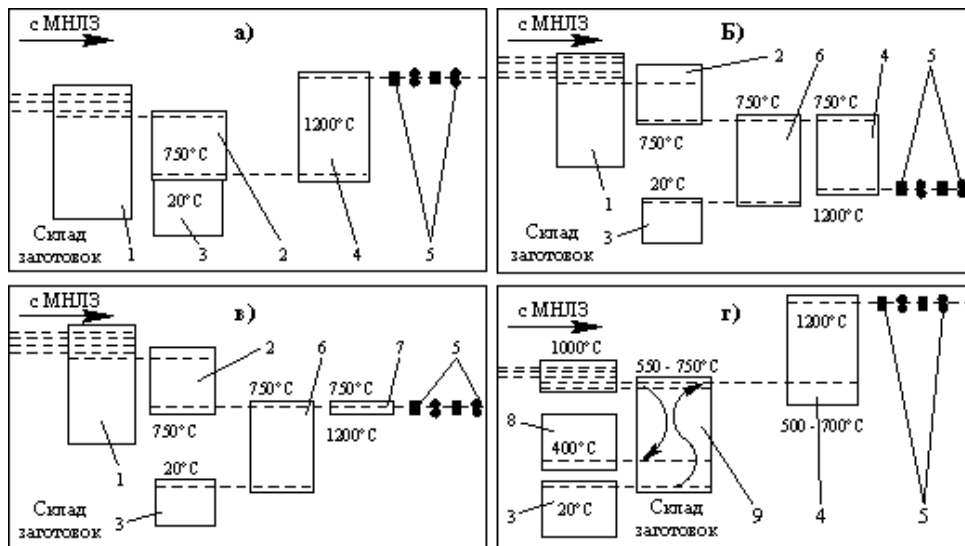 с МНЛЗ
а)
750°С
20°С
1200°С
Склад
заготовок
1
3
2
4
5
с МНЛЗ
Б)
2
6
4
5
750°С
750°С
750°С
20°С
1
3
1200°С
Склад
заготовок
с МНЛЗ
в)
2
6
7
5
750°С
750°С
750°С
1200°С
20°С
1
3
Склад
заготовок
с МНЛЗ
г)
1000°С
550 - 750°С
1200°С
8
400°С
500 - 700°С
3
20°С
Склад
заготовок
9
4
5